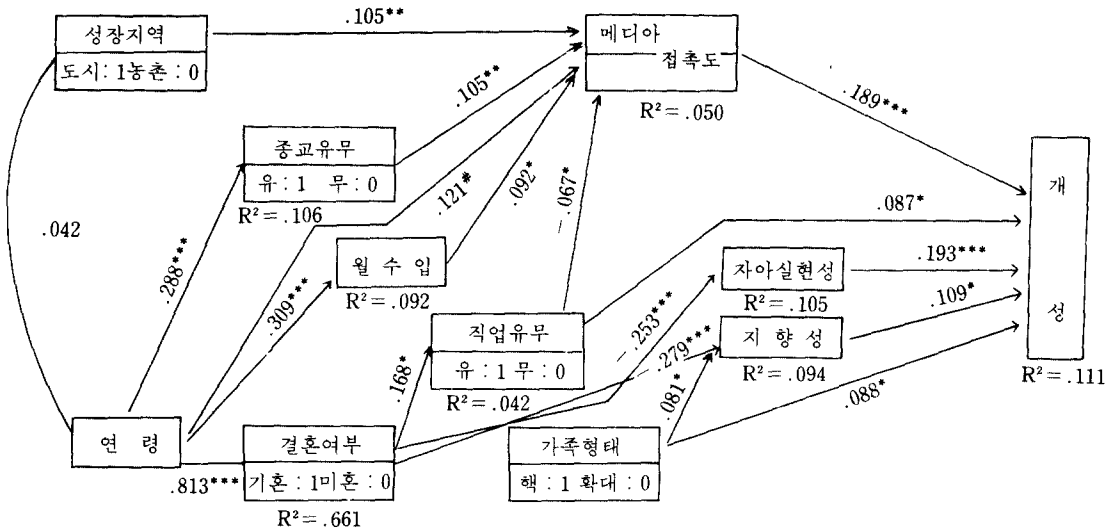 성장지역
도시: 1농촌: 0
.105**
메디아
접촉도
R²=.050
.105**
.189***
종교유무
유: 1 무: 0
R²=.106
.121#
.092*
-.067*
개
성
R²=.111
.042
.087*
월 수 입
R²=.092
자아실현성
R²=.105
.193***
.288***
.309***
-.253***
.109*
직업유무
유: 1 무: 0
R²=.042
.279***
지 향 성
R²=.094
.168*
.081*
.088*
연 령
.813***
결혼여부
기혼: 1미혼: 0
R²=.661
가족형태
핵: 1 확대: 0